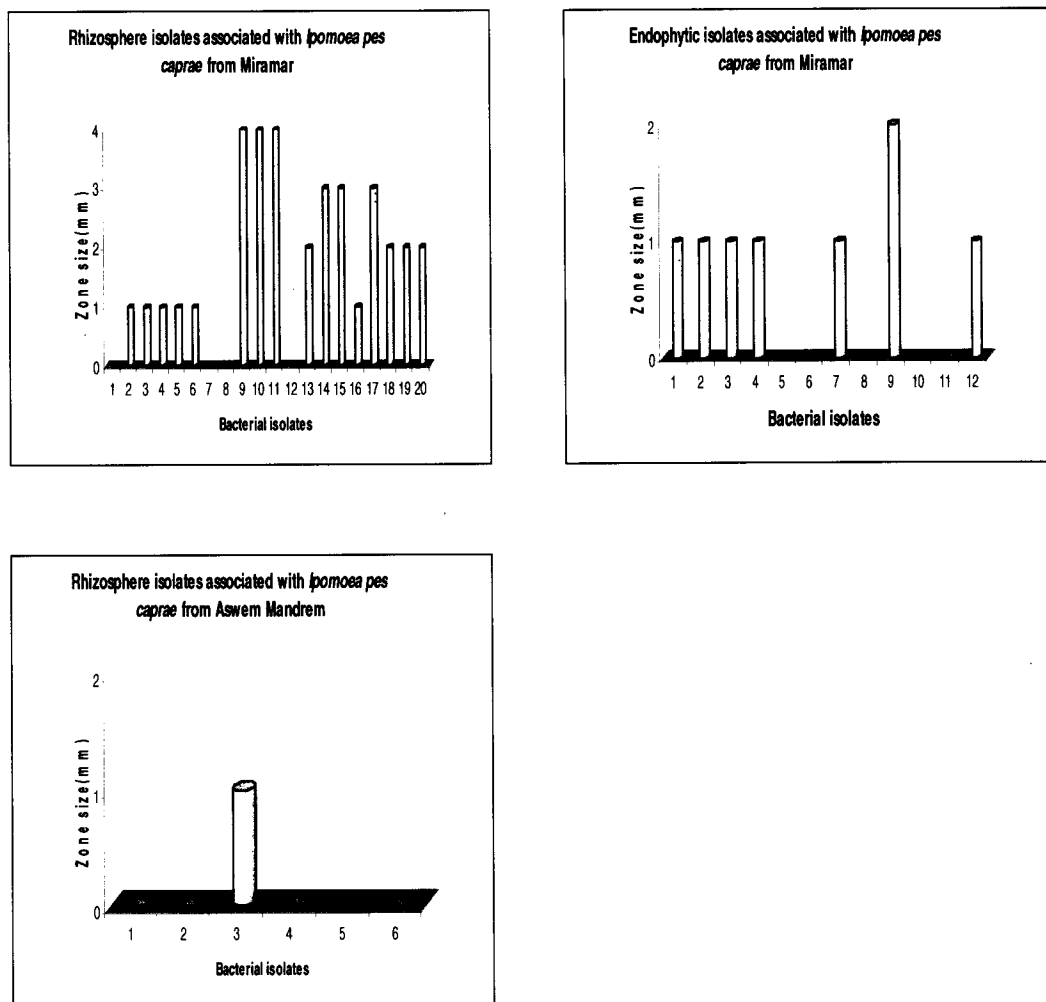 Rhizosphere isolates associated with Ipomoea pes
caprae from Miramar
Zone size(mm)
4
3
2
1
0
1 2 3 4 5 6 7 8 9 10 11 12 13 14 15 16 17 18 19 20
Bacterial isolates
Endophytic isolates associated with Ipomoea pes
caprae from Miramar
Zone size(mm)
2
1
0
1 2 3 4 5 6 7 8 9 10 11 12
Bacterial isolates
Rhizosphere isolates associated with Ipomoea pes
caprae from Aswem Mandrem
Zone size(mm)
2
1
0
1 2 3 4 5 6
Bacterial isolates